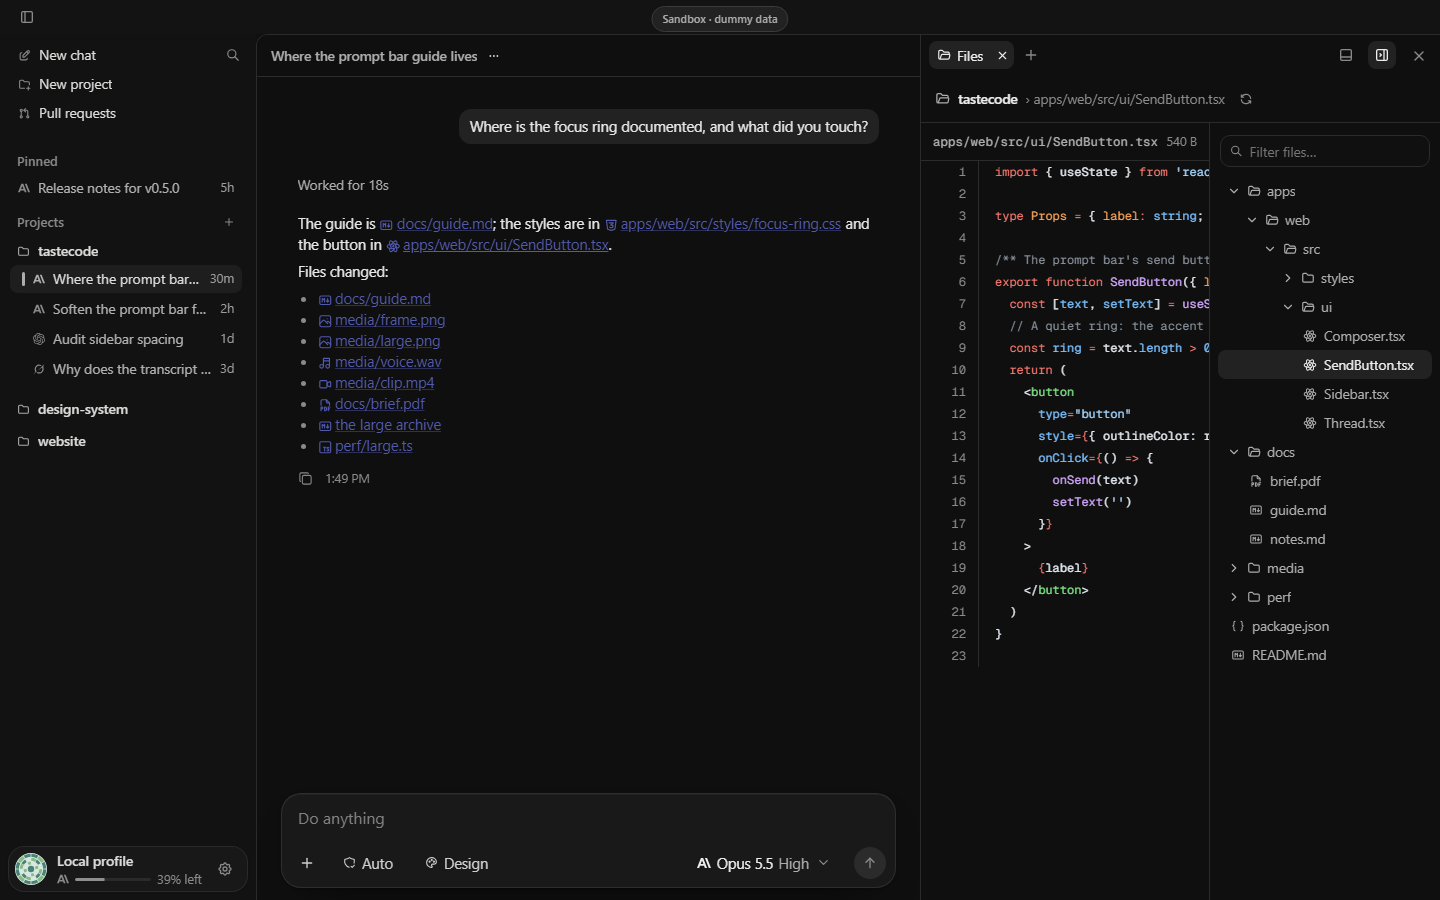 Sandbox · dummy data
New chat
New project
Pull requests
Pinned
Release notes for v0.5.0 5h
Projects
tastecode
Where the prompt bar... 30m
Soften the prompt bar f... 2h
Audit sidebar spacing 1d
Why does the transcript ... 3d
design-system
website
Local profile
39% left
Where the prompt bar guide lives ···
Where is the focus ring documented, and what did you touch?
Worked for 18s
The guide is docs/guide.md; the styles are in apps/web/src/styles/focus-ring.css and
the button in apps/web/src/ui/SendButton.tsx.
Files changed:
docs/guide.md
media/frame.png
media/large.png
media/voice.wav
media/clip.mp4
docs/brief.pdf
the large archive
perf/large.ts
1:49 PM
Do anything
Auto
Design
Opus 5.5 High
Files
tastecode › apps/web/src/ui/SendButton.tsx
apps/web/src/ui/SendButton.tsx 540 B
1 import { useState } from 'reac
2
3 type Props = { label: string;
4
5 /** The prompt bar's send butt
6 export function SendButton({ l
7 const [text, setText] = useS
8 // A quiet ring: the accent
9 const ring = text.length > 0
10 return (
11 <button
12 type="button"
13 style={{ outlineColor: r
14 onClick={() => {
15 onSend(text)
16 setText('')
17 }}
18 >
19 {label}
20 </button>
21 )
22 }
23
Filter files...
apps
web
src
styles
ui
Composer.tsx
SendButton.tsx
Sidebar.tsx
Thread.tsx
docs
brief.pdf
guide.md
notes.md
media
perf
package.json
README.md